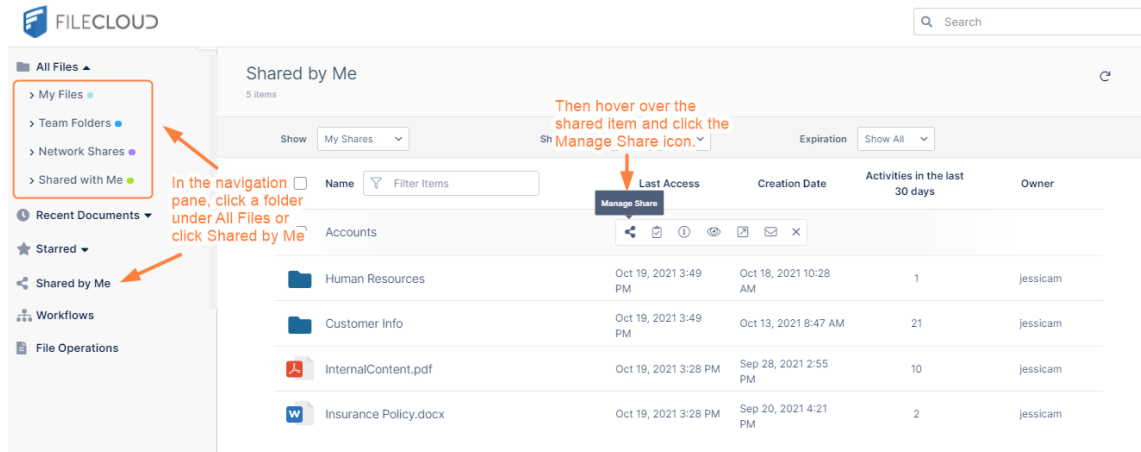 FILECLOUD
Search
All Files
My Files
Team Folders
Network Shares
Shared with Me
Recent Documents
Starred
Shared by Me
Workflows
File Operations
In the navigation
pane, click a folder
under All Files or
click Shared by Me
Shared by Me
5 items
Then hover over the
shared item and click the
Manage Share icon.
Show My Shares Sh Expiration Show All
Name Filter Items Last Access Creation Date Activities in the last
30 days Owner
Manage Share
Accounts
Human Resources Oct 19, 2021 3:49
PM Oct 18, 2021 10:28
AM 1 jessicam
Customer Info Oct 19, 2021 3:49
PM Oct 13, 2021 8:47 AM 21 jessicam
InternalContent.pdf Oct 19, 2021 3:28 PM Sep 28, 2021 2:55
PM 10 jessicam
W Insurance Policy.docx Oct 19, 2021 3:28 PM Sep 20, 2021 4:21
PM 2 jessicam